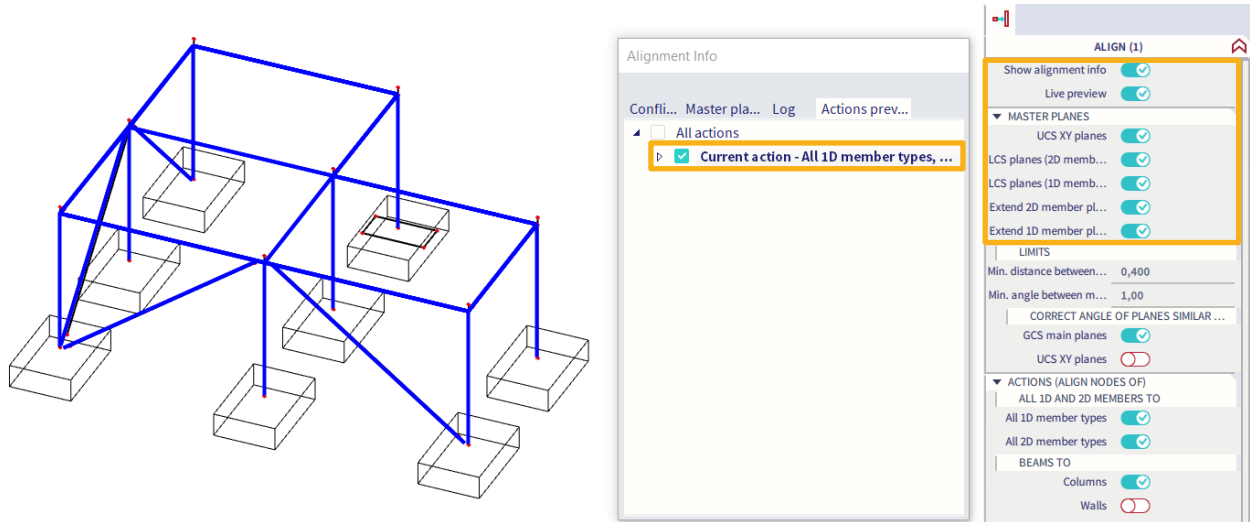 Alignment Info
Confli... Master pla... Log Actions prev...
All actions
Current action - All 1D member types, ...
ALIGN (1)
Show alignment info
Live preview
MASTER PLANES
UCS XY planes
LCS planes (2D memb...
LCS planes (1D memb...
Extend 2D member pl...
Extend 1D member pl...
LIMITS
Min. distance between... 0,400
Min. angle between m... 1,00
CORRECT ANGLE OF PLANES SIMILAR ...
GCS main planes
UCS XY planes
ACTIONS (ALIGN NODES OF)
ALL 1D AND 2D MEMBERS TO
All 1D member types
All 2D member types
BEAMS TO
Columns
Walls